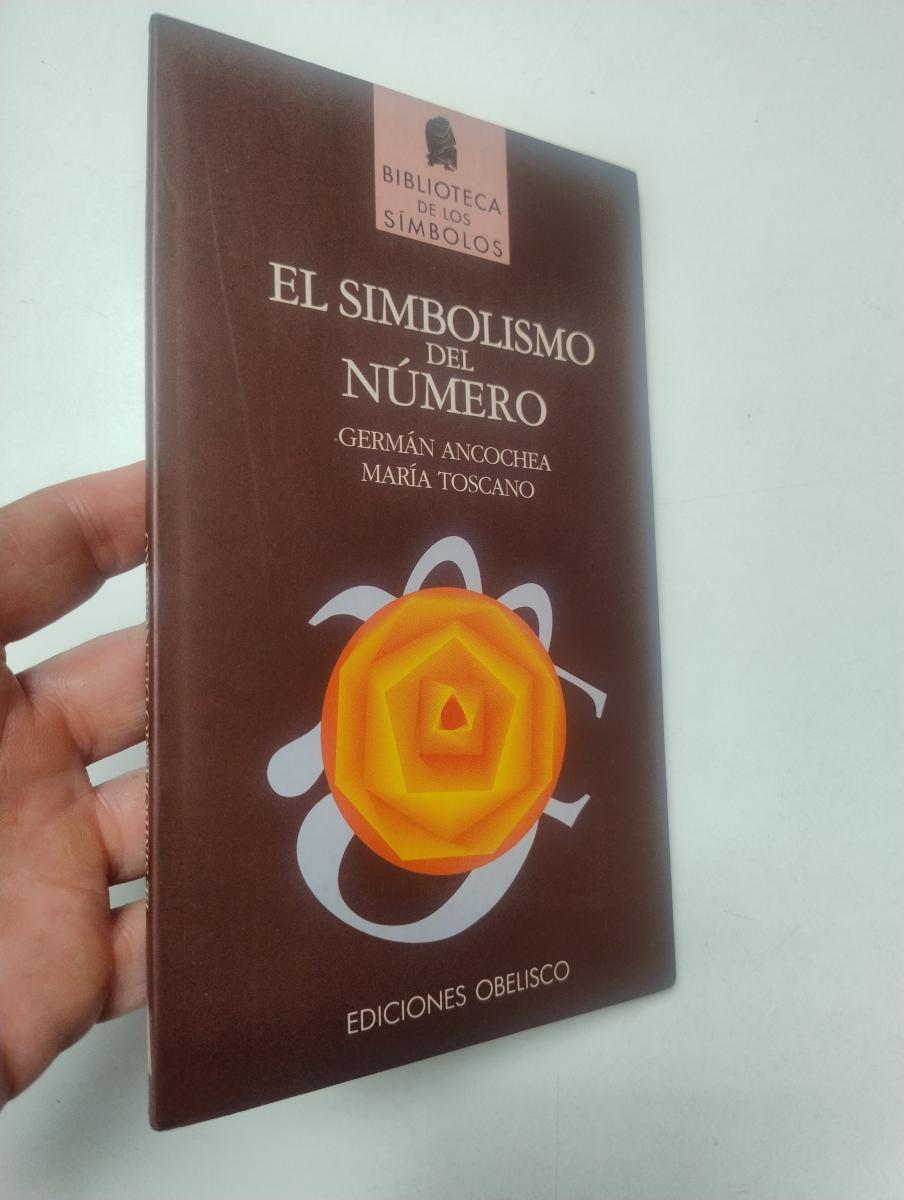 BIBLIOTECA
DE LOS
SÍMBOLOS
EL SIMBOLISMO
DEL
NÚMERO
GERMÁN ANCOCHEA
MARÍA TOSCANO
EDICIONES OBELISCO